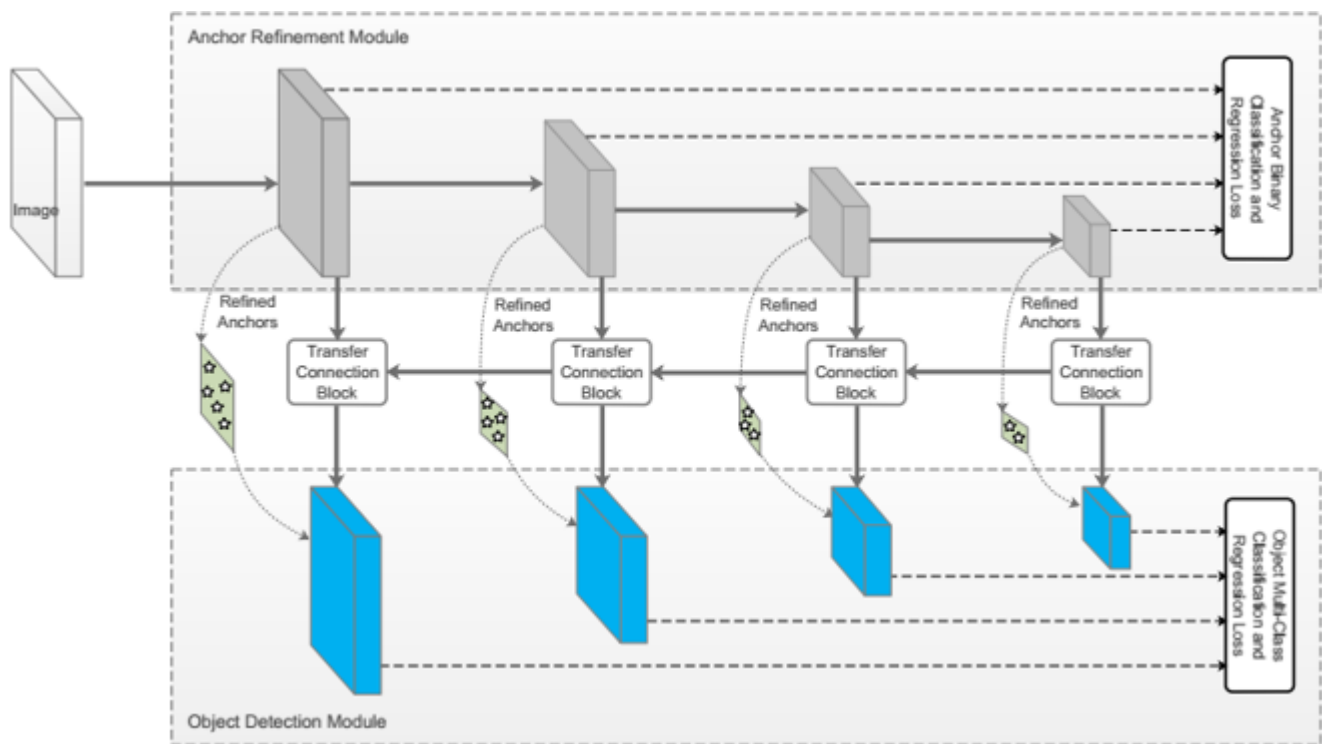 Anchor Refinement Module
Image
Anchor Binary
Classification and
Regression Loss
Refined
Anchors
Refined
Anchors
Refined
Anchors
Refined
Anchors
Transfer
Connection
Block
Transfer
Connection
Block
Transfer
Connection
Block
Transfer
Connection
Block
Object Multi-Class
Classification and
Regression Loss
Object Detection Module